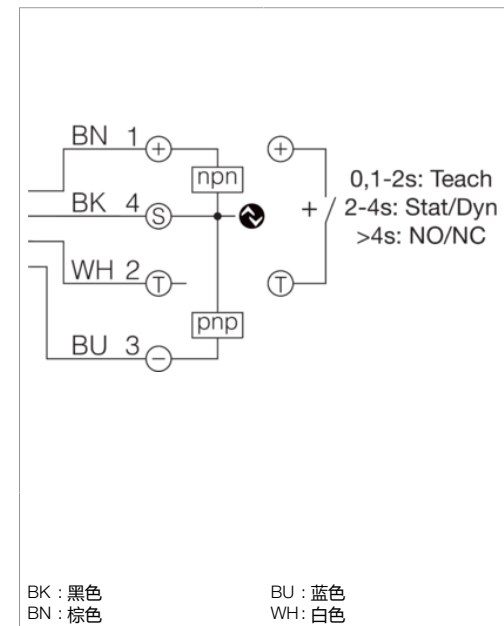 BN 1 +
npn
BK 4 S
WH 2 T
pnp
BU 3 −
+
0,1-2s: Teach
+ 2-4s: Stat/Dyn
>4s: NO/NC
T
BK : 黑色
BN : 棕色
BU : 蓝色
WH : 白色